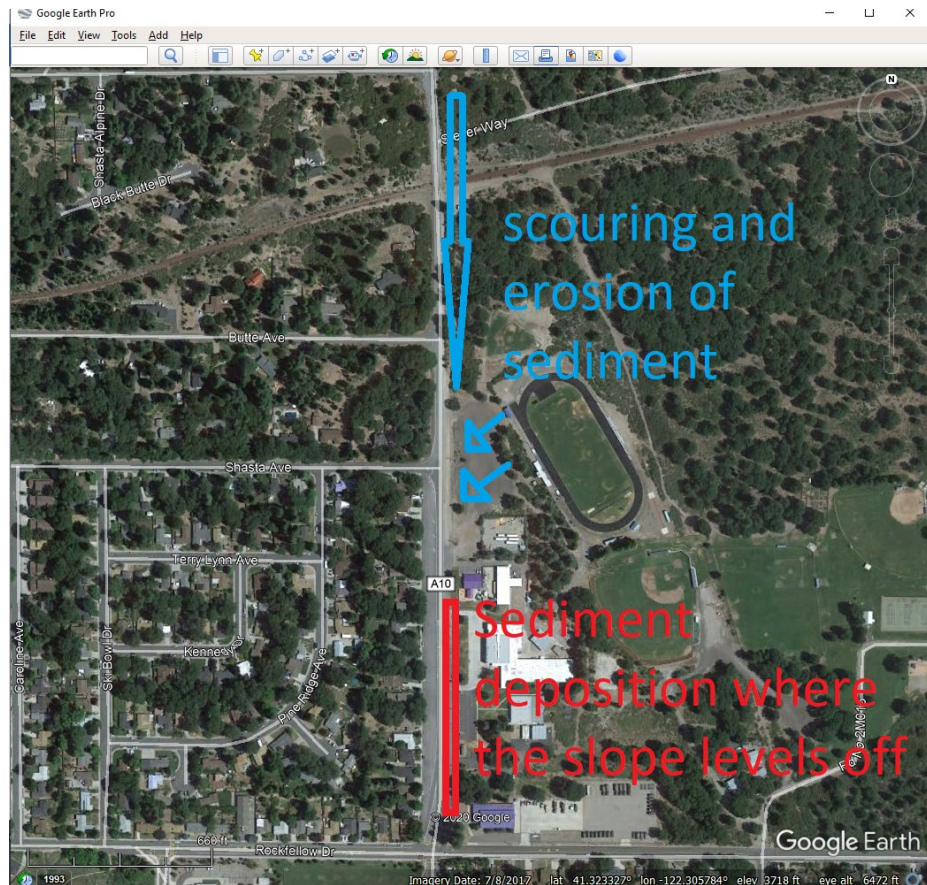 Google Earth Pro
File Edit View Tools Add Help
N
Shasta Alpine Dr
Black Butte Dr
scouring and
erosion of
sediment
Butte Ave
Shasta Ave
Terry Lynn Ave
A10
Kennedy Dr
Caroline Ave
Ski Bowl Dr
Pine Ridge Ave
Sediment
deposition where
the slope levels off
© 2020 Google
660 ft
Rockfellow Dr
Google Earth
1993
Imagery Date: 7/8/2017 lat 41.323327° lon -122.305784° elev 3718 ft eye alt 6472 ft